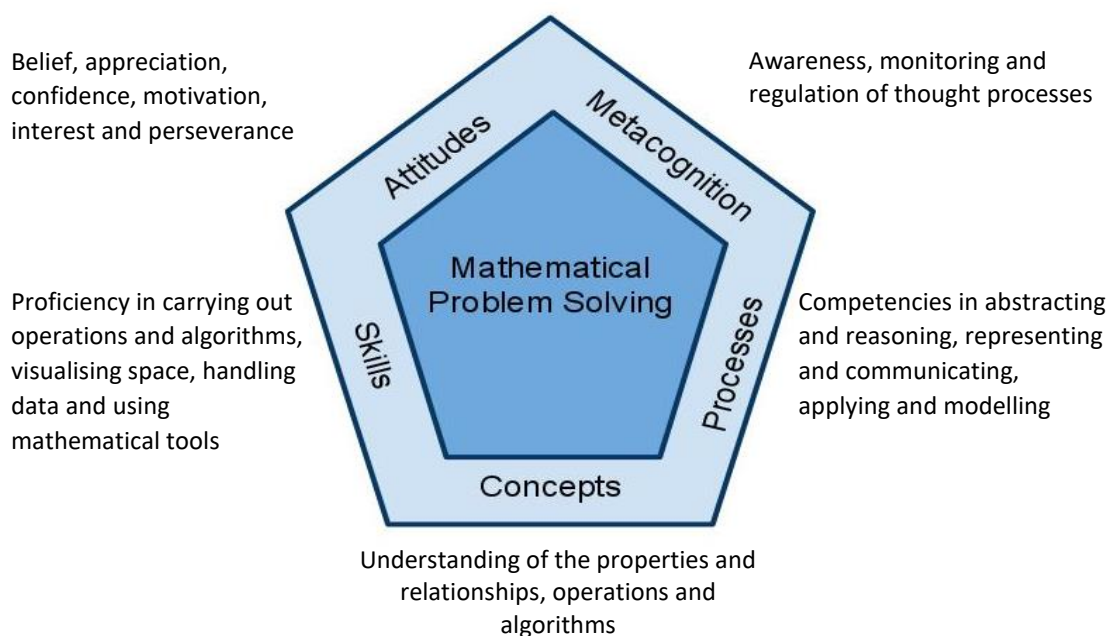 Belief, appreciation,
confidence, motivation,
interest and perseverance
Awareness, monitoring and
regulation of thought processes
Attitudes
Metacognition
Mathematical
Problem Solving
Proficiency in carrying out
operations and algorithms,
visualising space, handling
data and using
mathematical tools
Skills
Processes
Competencies in abstracting
and reasoning, representing
and communicating,
applying and modelling
Concepts
Understanding of the properties and
relationships, operations and
algorithms